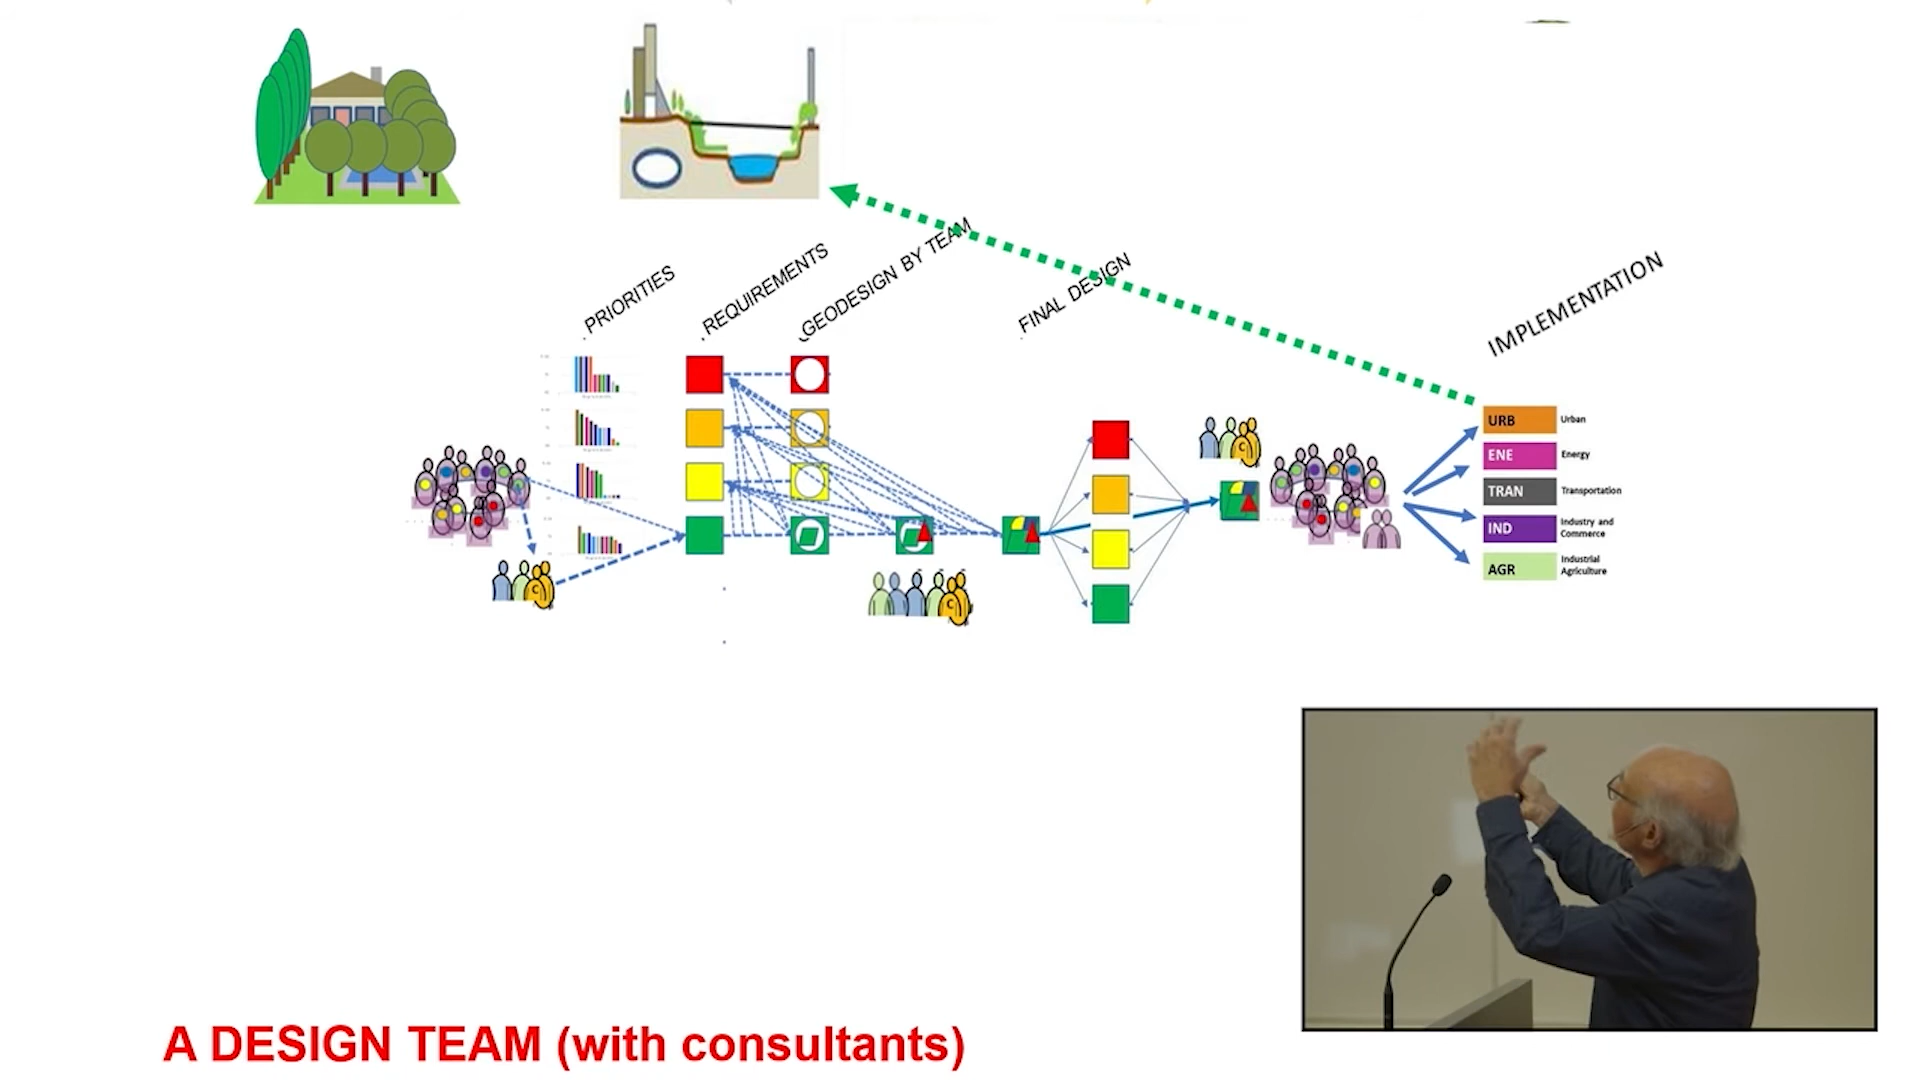 PRIORITIES
REQUIREMENTS
GEODESIGN BY TEAM
FINAL DESIGN
IMPLEMENTATION
URB Urban
ENE Energy
TRAN Transportation
IND Industry and
Commerce
AGR Industrial
Agriculture
C
C
C
A DESIGN TEAM (with consultants)